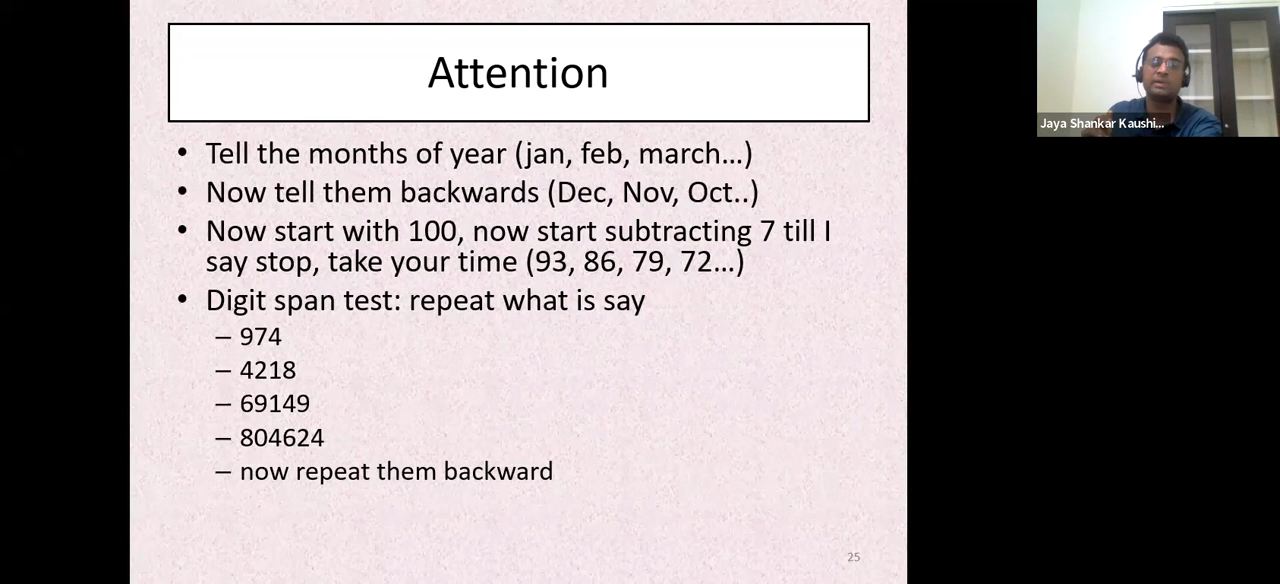 Attention
• Tell the months of year (jan, feb, march...)
• Now tell them backwards (Dec, Nov, Oct..)
• Now start with 100, now start subtracting 7 till I
say stop, take your time (93, 86, 79, 72...)
• Digit span test: repeat what is say
– 974
– 4218
– 69149
– 804624
– now repeat them backward
25
Jaya Shankar Kaushi...